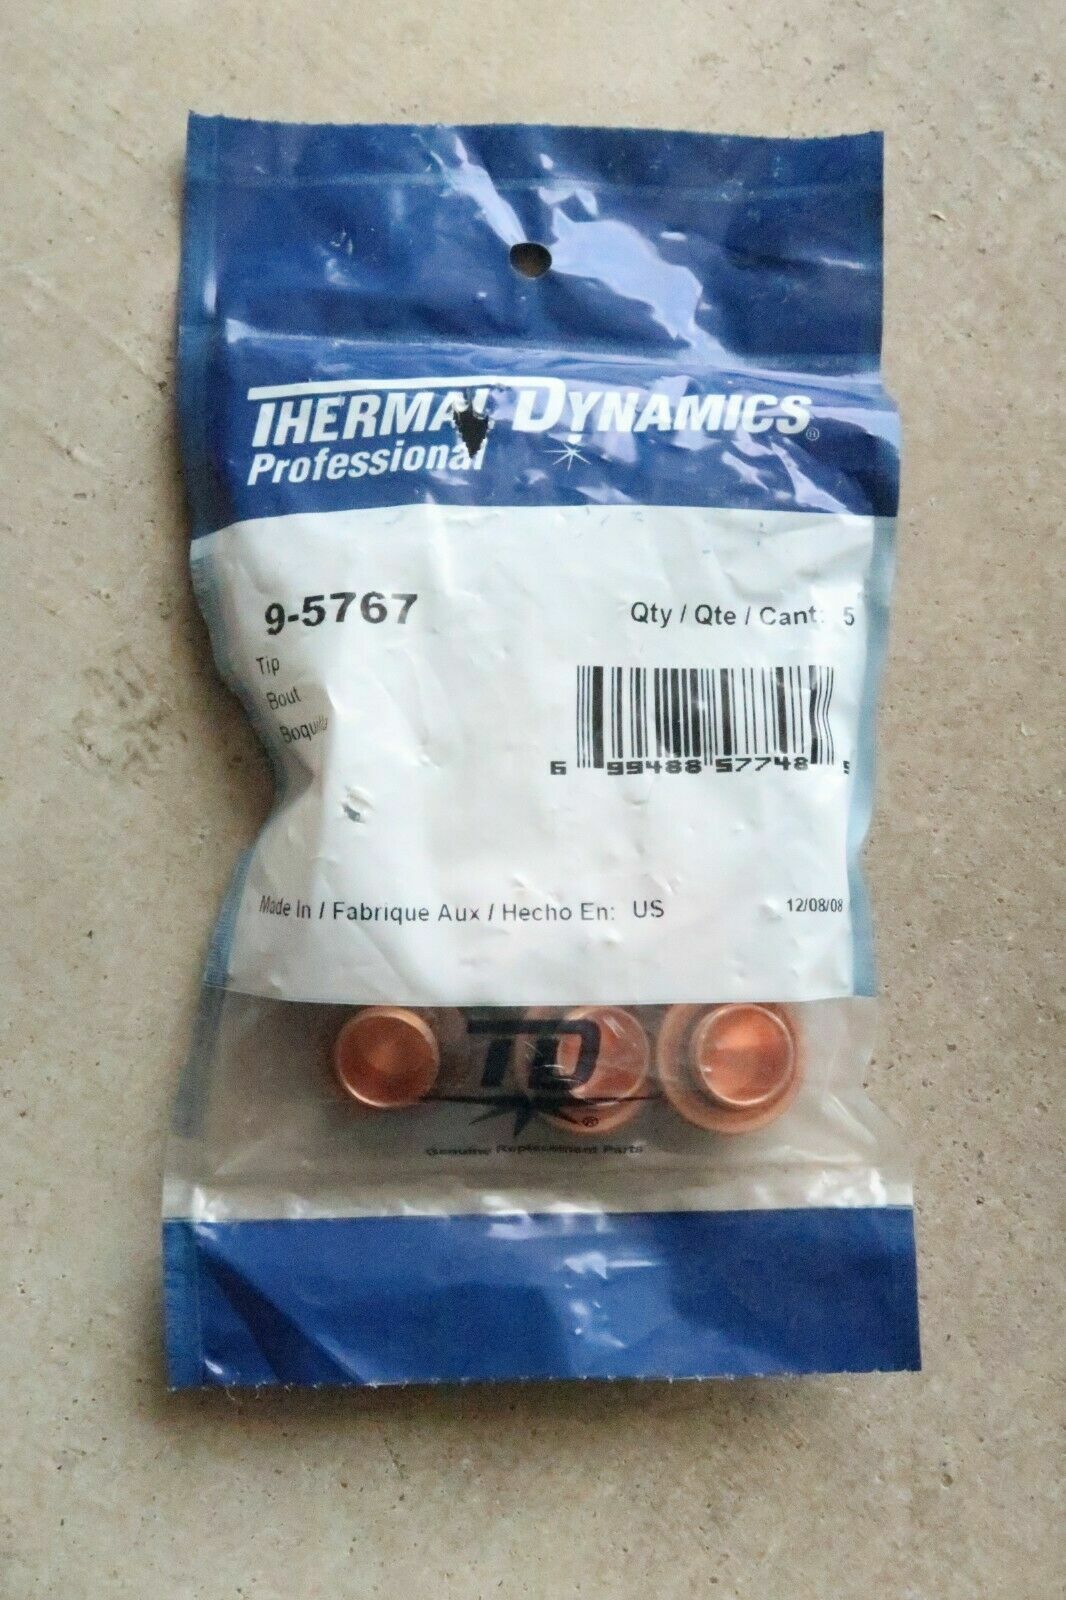 THERMAL DYNAMICS®
Professional
9-5767
Qty / Qte / Cant: 5
Tip
Bout
Boquilla
6 99488 57748 5
Made In / Fabrique Aux / Hecho En: US
12/08/08
TD®
Genuine Replacement Parts